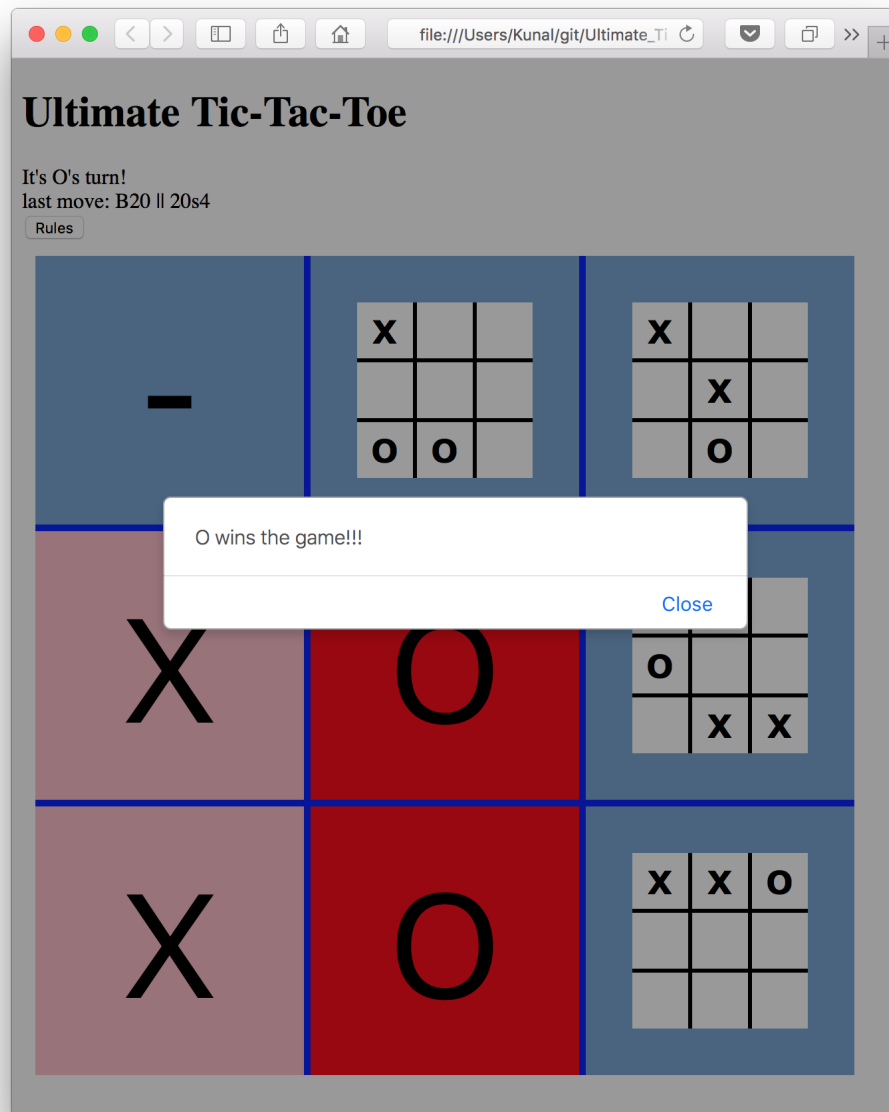 file:///Users/Kunal/git/Ultimate_Ti
Ultimate Tic-Tac-Toe
It's O's turn!
last move: B20 || 20s4
Rules
-
X
O O
X
X
O
O wins the game!!!
Close
X
O
O
X X
X
O
X X O